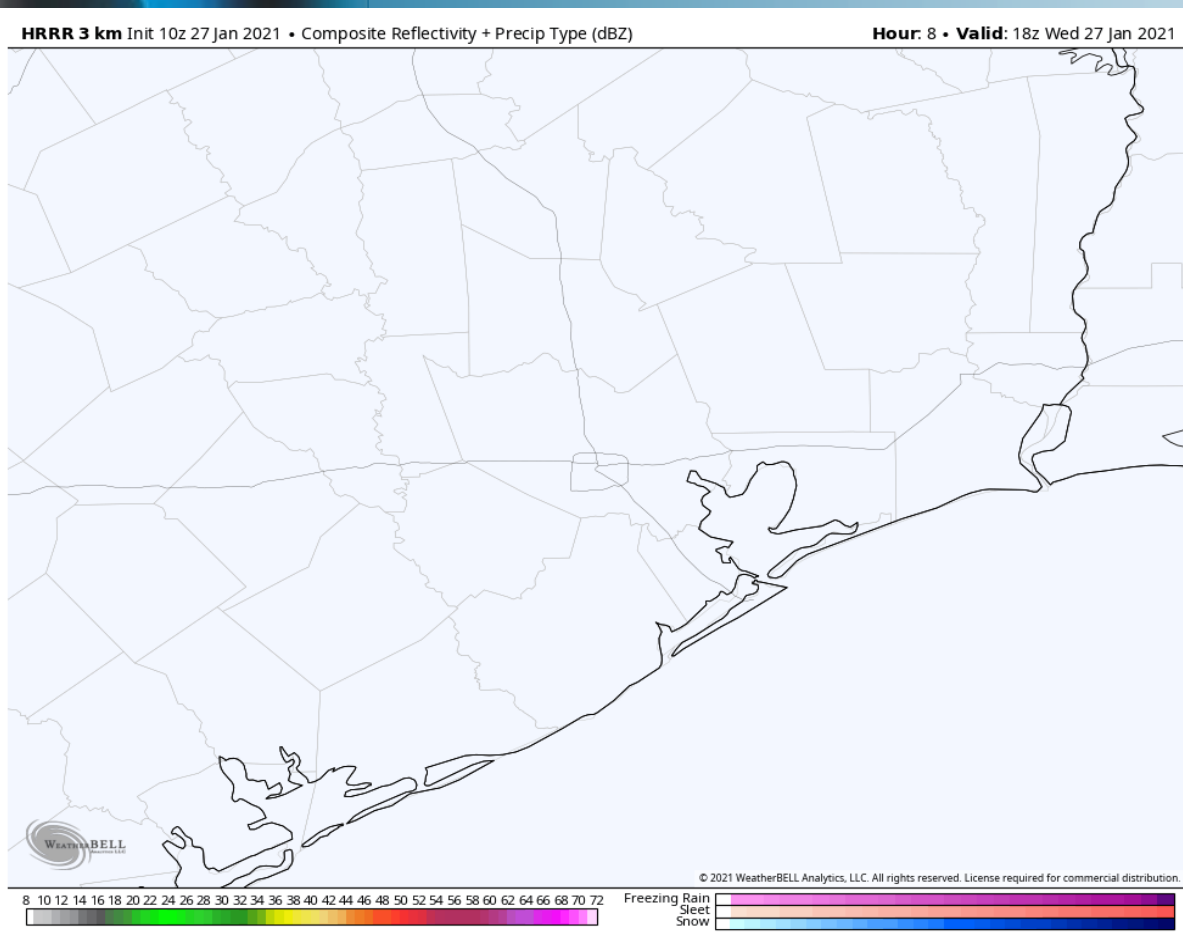 HRRR 3 km Init 10z 27 Jan 2021 • Composite Reflectivity + Precip Type (dBZ)
Hour: 8 • Valid: 18z Wed 27 Jan 2021
WEATHERBELL
© 2021 WeatherBELL Analytics, LLC. All rights reserved. License required for commercial distribution.
8 10 12 14 16 18 20 22 24 26 28 30 32 34 36 38 40 42 44 46 48 50 52 54 56 58 60 62 64 66 68 70 72
Freezing Rain
Sleet
Snow